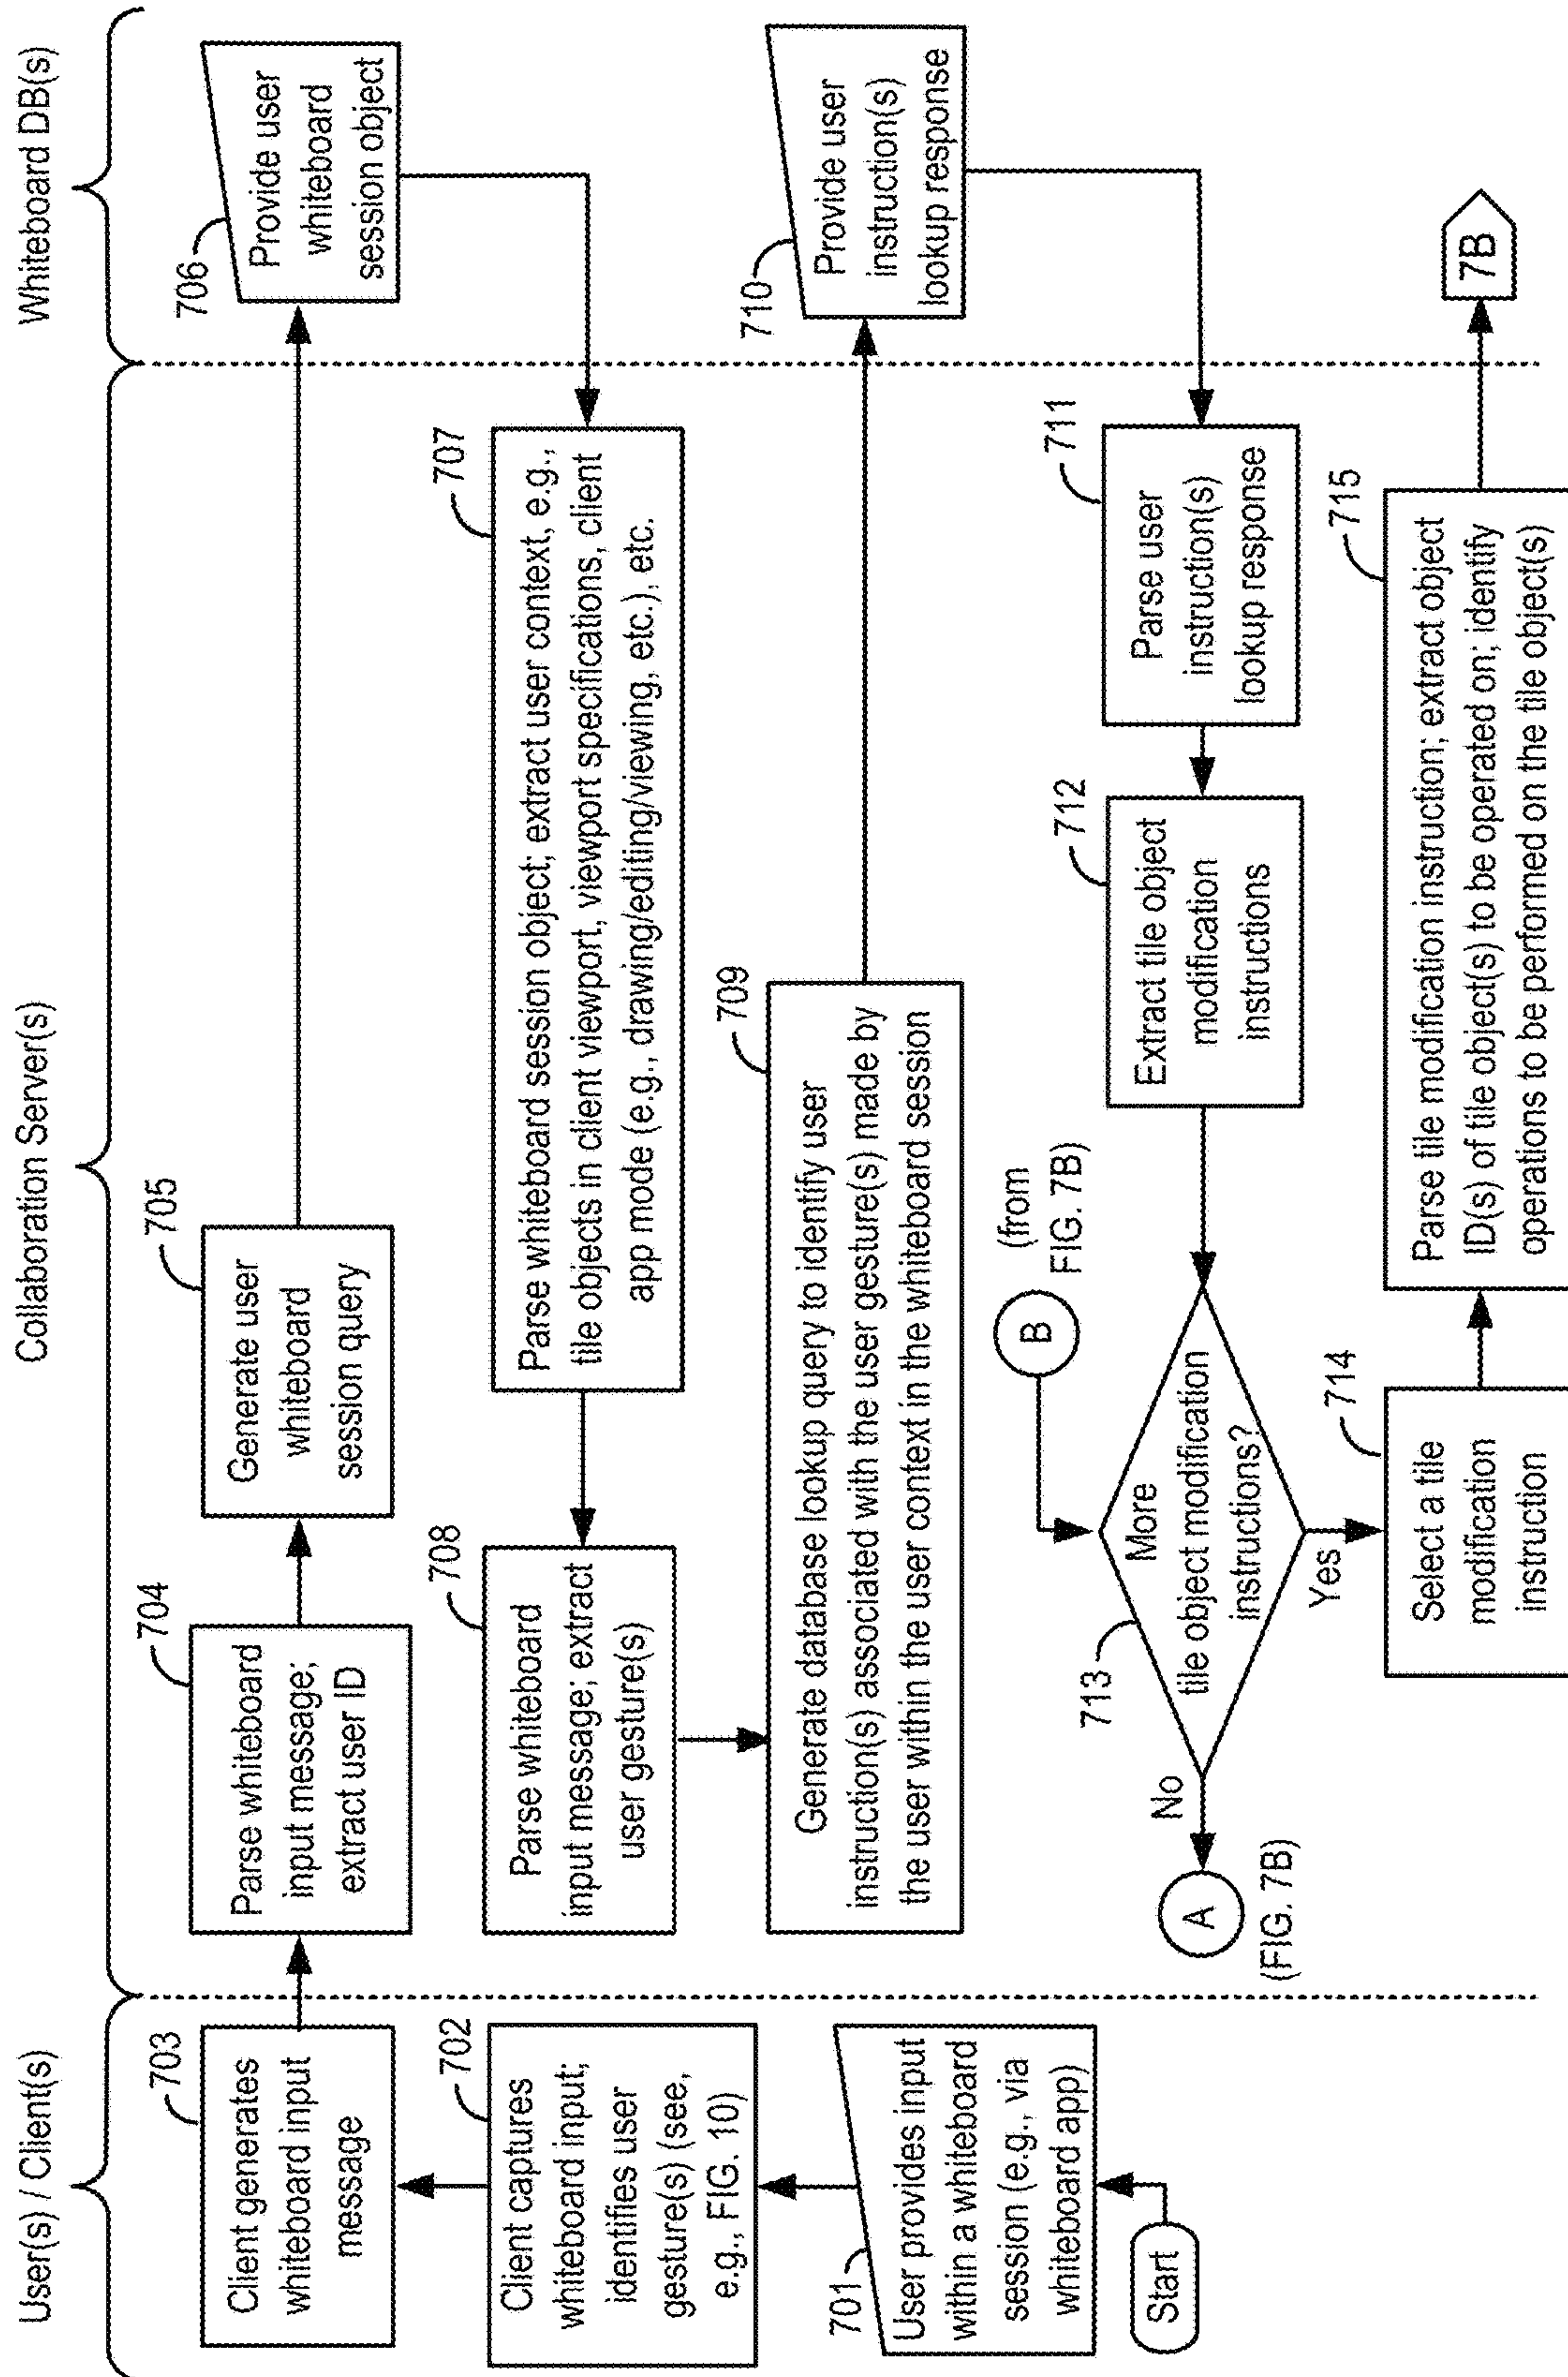 User(s) / Client(s)
Collaboration Server(s)
Whiteboard DB(s)
703
Client generates
whiteboard input
message
704
Parse whiteboard
input message;
extract user ID
705
Generate user
whiteboard
session query
706
Provide user
whiteboard
session object
702
Client captures
whiteboard input;
identifies user
gesture(s) (see,
e.g., FIG. 10)
708
Parse whiteboard
input message; extract
user gesture(s)
707
Parse whiteboard session object; extract user context, e.g.,
tile objects in client viewport, viewport specifications, client
app mode (e.g., drawing/editing/viewing, etc.), etc.
709
Generate database lookup query to identify user
instruction(s) associated with the user gesture(s) made by
the user within the user context in the whiteboard session
710
Provide user
instruction(s)
lookup response
701
User provides input
within a whiteboard
session (e.g., via
whiteboard app)
Start
A
(FIG. 7B)
No
713
More
tile object modification
instructions?
Yes
B
(from
FIG. 7B)
712
Extract tile object
modification
instructions
711
Parse user
instruction(s)
lookup response
714
Select a tile
modification
instruction
715
Parse tile modification instruction; extract object
ID(s) of tile object(s) to be operated on; identify
operations to be performed on the tile object(s)
7B